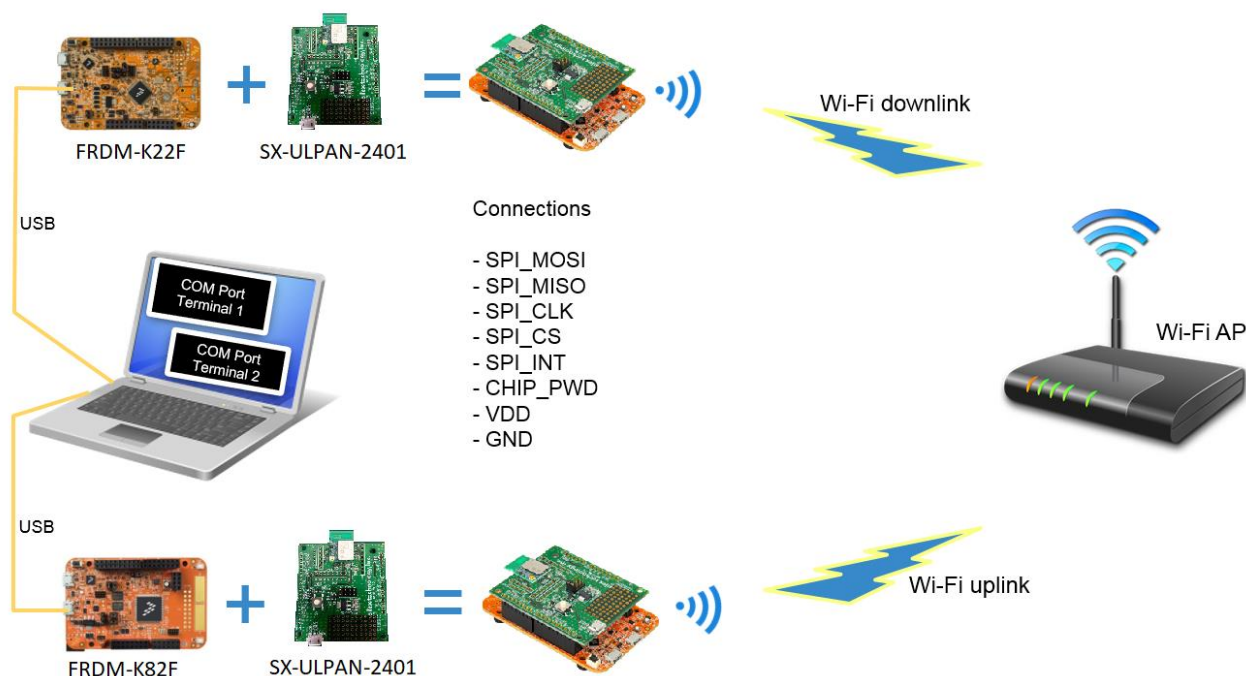 Wi-Fi downlink
FRDM-K22F
SX-ULPAN-2401
USB
Connections
- SPI_MOSI
- SPI_MISO
- SPI_CLK
- SPI_CS
- SPI_INT
- CHIP_PWD
- VDD
- GND
COM Port
Terminal 1
COM Port
Terminal 2
Wi-Fi AP
USB
Wi-Fi uplink
FRDM-K82F
SX-ULPAN-2401